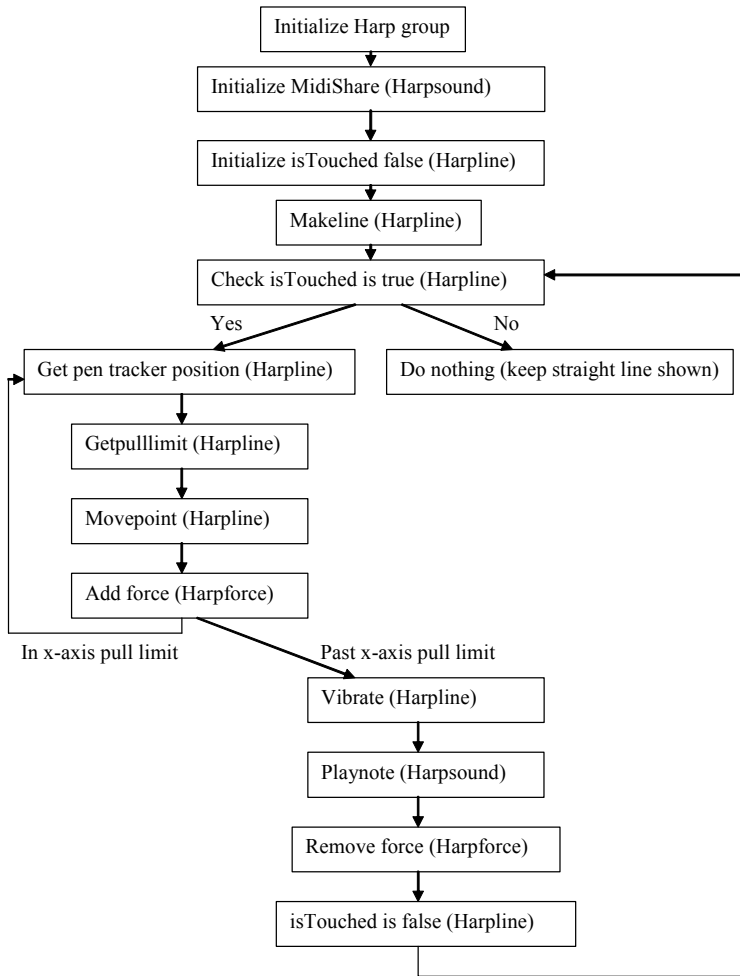 Initialize Harp group
Initialize MidiShare (Harpsound)
Initialize isTouched false (Harpline)
Makeline (Harpline)
Check isTouched is true (Harpline)
Yes
No
Get pen tracker position (Harpline)
Do nothing (keep straight line shown)
Getpulllimit (Harpline)
Movepoint (Harpline)
Add force (Harpforce)
In x-axis pull limit
Past x-axis pull limit
Vibrate (Harpline)
Playnote (Harpsound)
Remove force (Harpforce)
isTouched is false (Harpline)